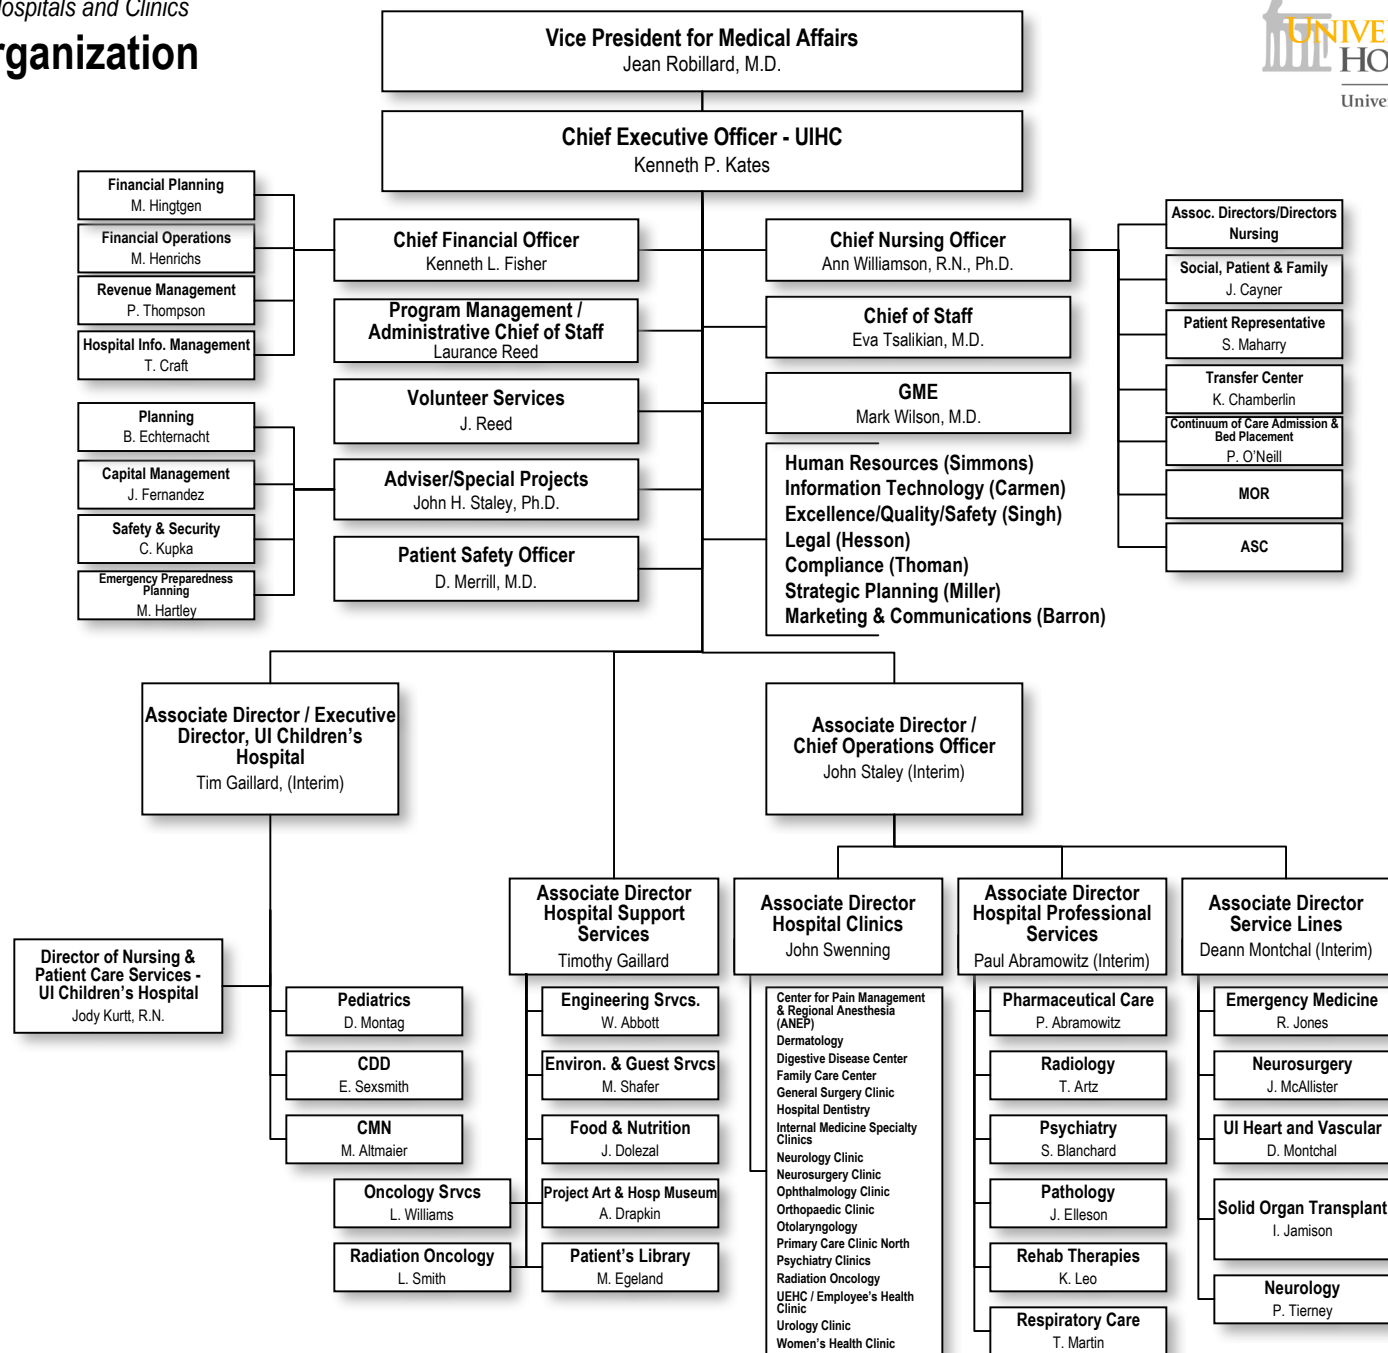 Hospitals and Clinics
rganization
UNIVE
HO
Unive
Vice President for Medical Affairs
Jean Robillard, M.D.
Chief Executive Officer - UIHC
Kenneth P. Kates
Financial Planning
M. Hingtgen
Financial Operations
M. Henrichs
Revenue Management
P. Thompson
Hospital Info. Management
T. Craft
Planning
B. Echternacht
Capital Management
J. Fernandez
Safety & Security
C. Kupka
Emergency Preparedness
Planning
M. Hartley
Chief Financial Officer
Kenneth L. Fisher
Program Management /
Administrative Chief of Staff
Laurance Reed
Volunteer Services
J. Reed
Adviser/Special Projects
John H. Staley, Ph.D.
Patient Safety Officer
D. Merrill, M.D.
Chief Nursing Officer
Ann Williamson, R.N., Ph.D.
Chief of Staff
Eva Tsalikian, M.D.
GME
Mark Wilson, M.D.
Human Resources (Simmons)
Information Technology (Carmen)
Excellence/Quality/Safety (Singh)
Legal (Hesson)
Compliance (Thoman)
Strategic Planning (Miller)
Marketing & Communications (Barron)
Assoc. Directors/Directors
Nursing
Social, Patient & Family
J. Cayner
Patient Representative
S. Maharry
Transfer Center
K. Chamberlin
Continuum of Care Admission &
Bed Placement
P. O'Neill
MOR
ASC
Associate Director / Executive
Director, UI Children's
Hospital
Tim Gaillard, (Interim)
Associate Director /
Chief Operations Officer
John Staley (Interim)
Director of Nursing &
Patient Care Services -
UI Children's Hospital
Jody Kurtt, R.N.
Pediatrics
D. Montag
CDD
E. Sexsmith
CMN
M. Altmaier
Associate Director
Hospital Support
Services
Timothy Gaillard
Engineering Srvcs.
W. Abbott
Environ. & Guest Srvcs
M. Shafer
Food & Nutrition
J. Dolezal
Oncology Srvcs
L. Williams
Project Art & Hosp Museum
A. Drapkin
Radiation Oncology
L. Smith
Patient's Library
M. Egeland
Associate Director
Hospital Clinics
John Swenning
Center for Pain Management
& Regional Anesthesia
(ANEP)
Dermatology
Digestive Disease Center
Family Care Center
General Surgery Clinic
Hospital Dentistry
Internal Medicine Specialty
Clinics
Neurology Clinic
Neurosurgery Clinic
Ophthalmology Clinic
Orthopaedic Clinic
Otolaryngology
Primary Care Clinic North
Psychiatry Clinics
Radiation Oncology
UEHC / Employee's Health
Clinic
Urology Clinic
Women's Health Clinic
Associate Director
Hospital Professional
Services
Paul Abramowitz (Interim)
Pharmaceutical Care
P. Abramowitz
Radiology
T. Artz
Psychiatry
S. Blanchard
Pathology
J. Elleson
Rehab Therapies
K. Leo
Respiratory Care
T. Martin
Associate Director
Service Lines
Deann Montchal (Interim)
Emergency Medicine
R. Jones
Neurosurgery
J. McAllister
UI Heart and Vascular
D. Montchal
Solid Organ Transplant
I. Jamison
Neurology
P. Tierney